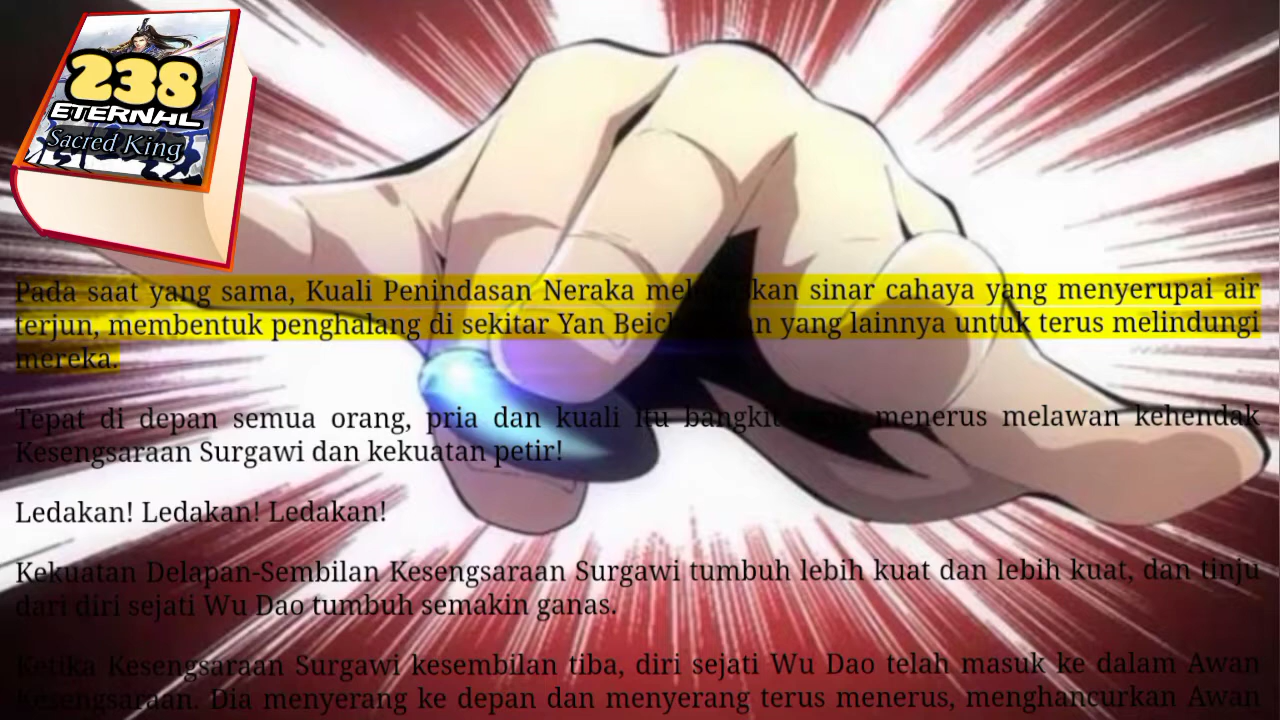 238
ETERNAL
Sacred King
Pada saat yang sama, Kuali Penindasan Neraka sinar cahaya yang menyerupai air
terjun, membentuk penghalang di sekitar Yan yang lainnya untuk terus melindungi
mereka.
Tepat di depan semua orang, pria dan kuali itu bangkit menerus melawan kehendak
Kesengsaraan Surgawi dan kekuatan petir!
Ledakan! Ledakan! Ledakan!
Kekuatan Delapan-Sembilan Kesengsaraan Surgawi tumbuh lebih kuat dan lebih kuat, dan tinju
dari diri sejati Wu Dao tumbuh semakin ganas.
Ketika Kesengsaraan Surgawi kesembilan tiba, diri sejati Wu Dao telah masuk ke dalam Awan
Kesengsaraan. Dia menyerang ke depan dan menyerang terus menerus, menghancurkan Awan